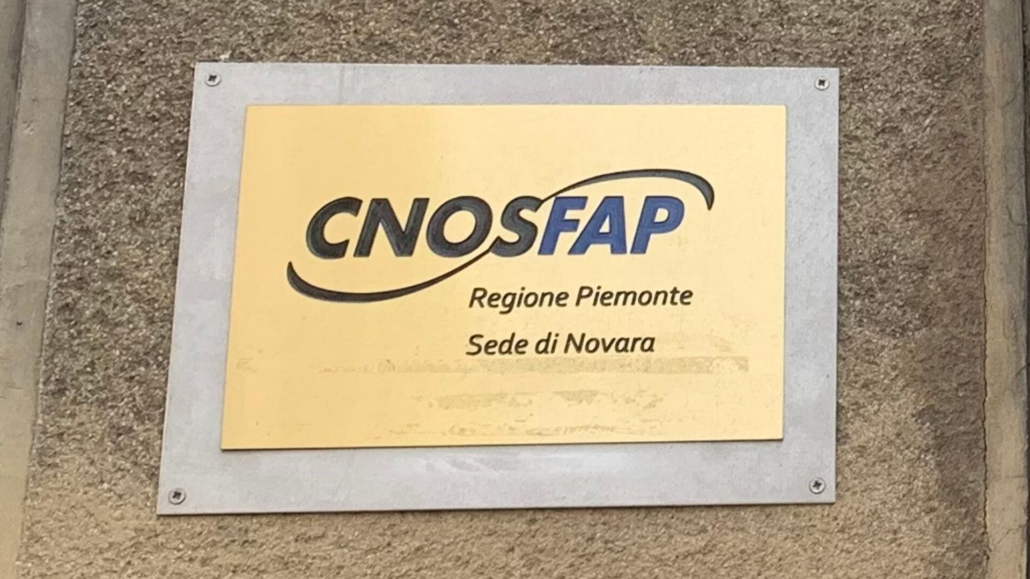 CNOSFAP
Regione Piemonte
Sede di Novara